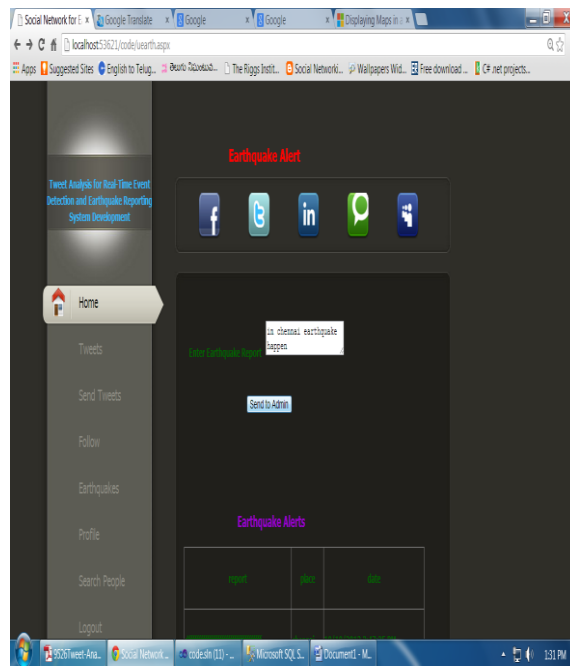 Social Network for E
Google Translate
Google
Google
Displaying Maps in a
localhost:53621/code/uearth.aspx
Apps
Suggested Sites
English to Telug...
The Riggs Instit...
Social Networki...
Wallpapers Wid...
Free download ...
C# .net projects...
Earthquake Alert
Tweet Analysis for Real-Time Event
Detection and Earthquake Reporting
System Development
f
t
in
Home
Tweets
Send Tweets
Follow
Earthquakes
Profile
Search People
Logout
Enter Earthquake Report
in chennai earthquake
happen
Send to Admin
Earthquake Alerts
report
place
date
9526Tweet-Ana...
Social Network...
code.sln (11) - ...
Microsoft SQL S...
Document1 - M...
1:31 PM